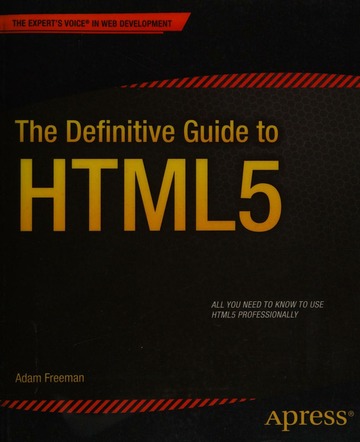 THE EXPERT'S VOICE® IN WEB DEVELOPMENT
The Definitive Guide to
HTML5
ALL YOU NEED TO KNOW TO USE
HTML5 PROFESSIONALLY
Adam Freeman
Apress®